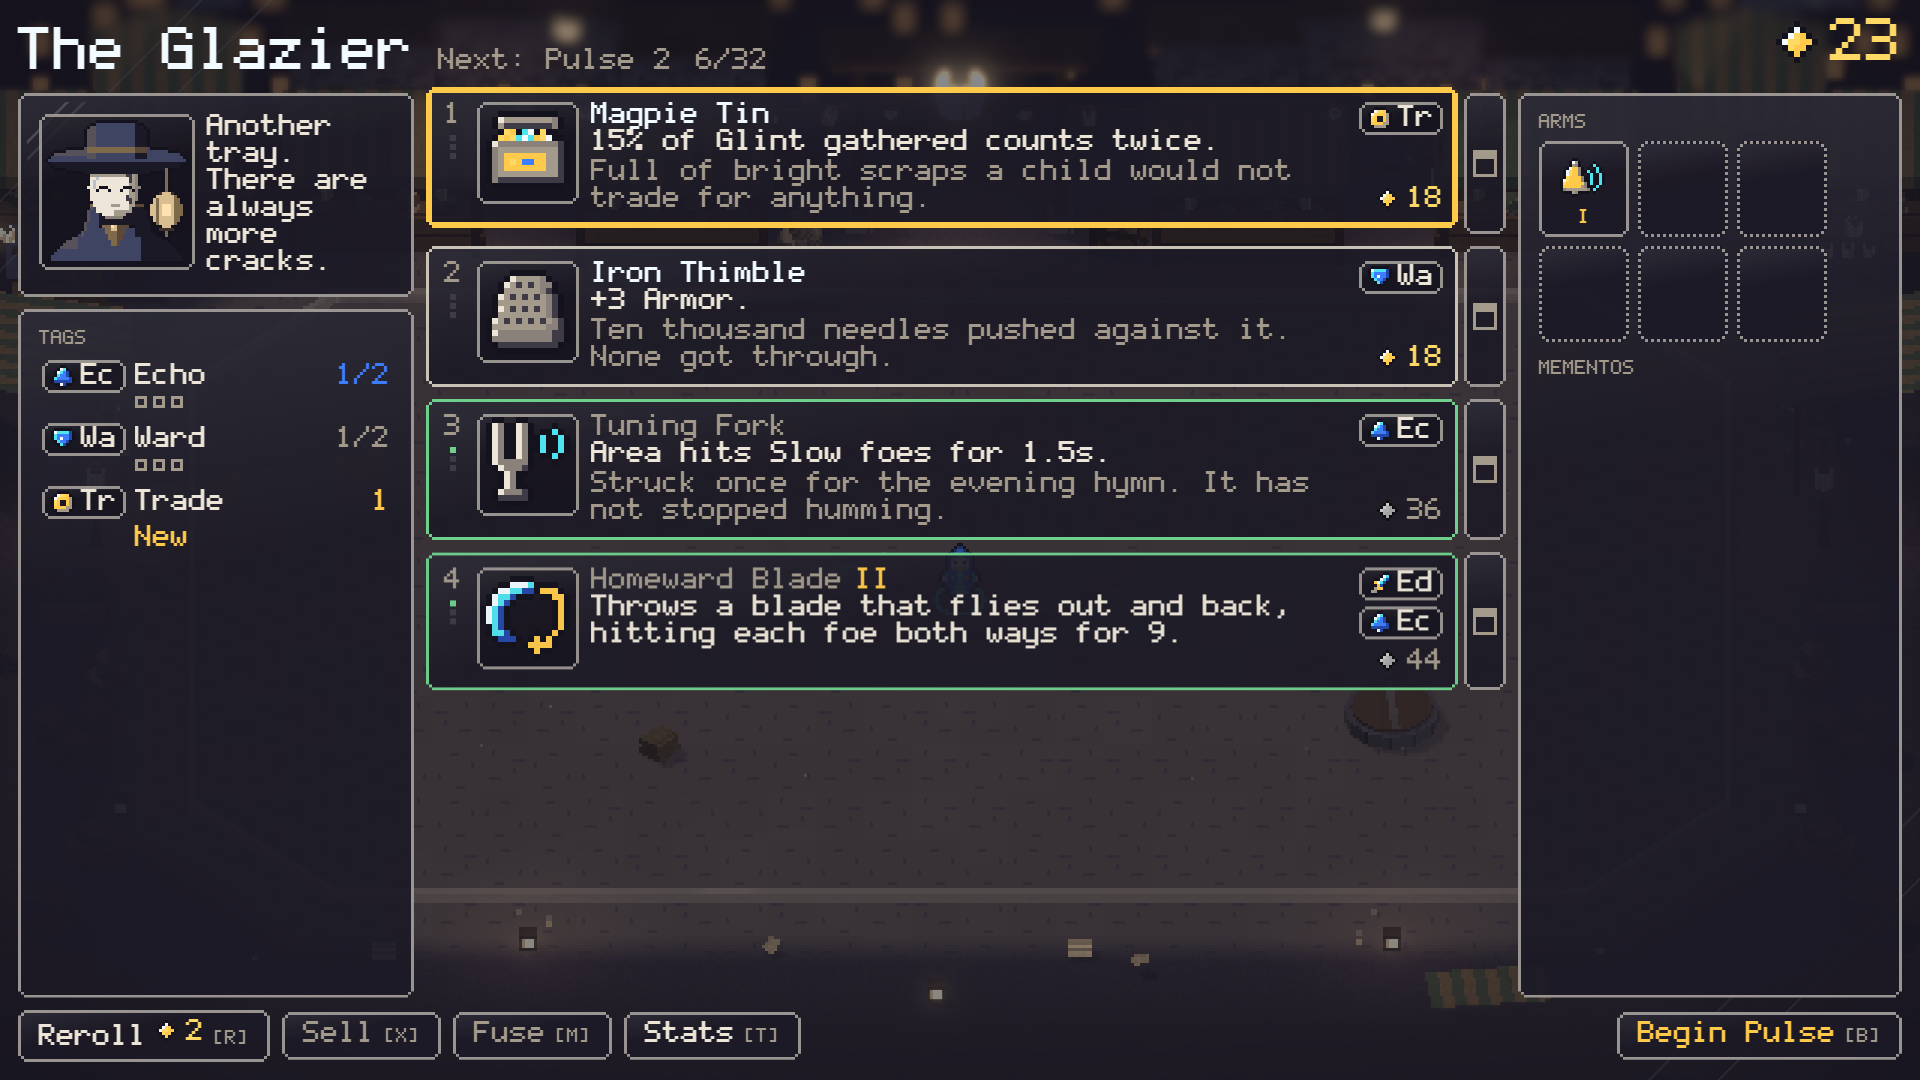 The Glazier
Next: Pulse 2 6/32
23
Another
tray.
There are
always
more
cracks.
TAGS
Ec Echo 1/2
Wa Ward 1/2
Tr Trade 1
New
1
Magpie Tin
Tr
15% of Glint gathered counts twice.
Full of bright scraps a child would not
trade for anything.
18
2
Iron Thimble
Wa
+3 Armor.
Ten thousand needles pushed against it.
None got through.
18
3
Tuning Fork
Ec
Area hits Slow foes for 1.5s.
Struck once for the evening hymn. It has
not stopped humming.
36
4
Homeward Blade II
Ed
Throws a blade that flies out and back,
hitting each foe both ways for 9.
Ec
44
ARMS
I
MEMENTOS
Reroll 2 [R]
Sell [X]
Fuse [M]
Stats [T]
Begin Pulse [B]